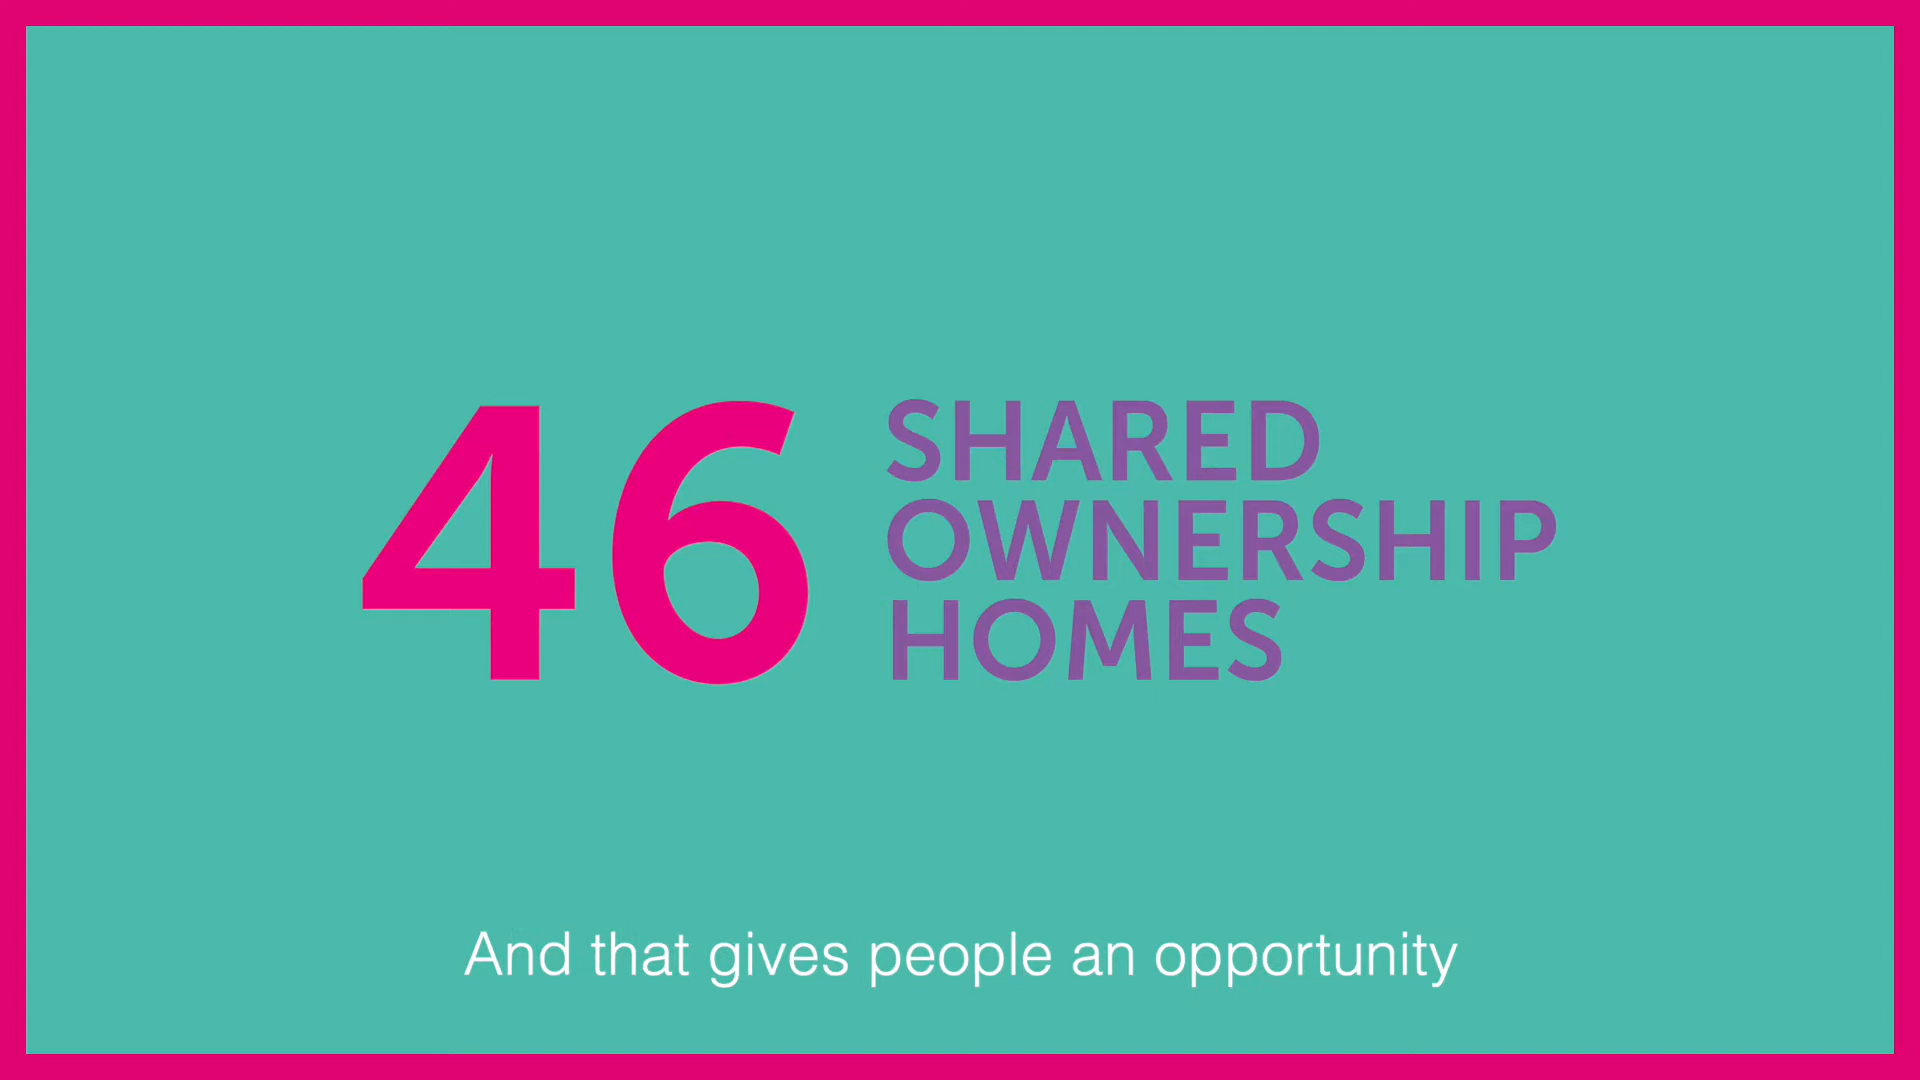 46
SHARED
OWNERSHIP
HOMES
And that gives people an opportunity